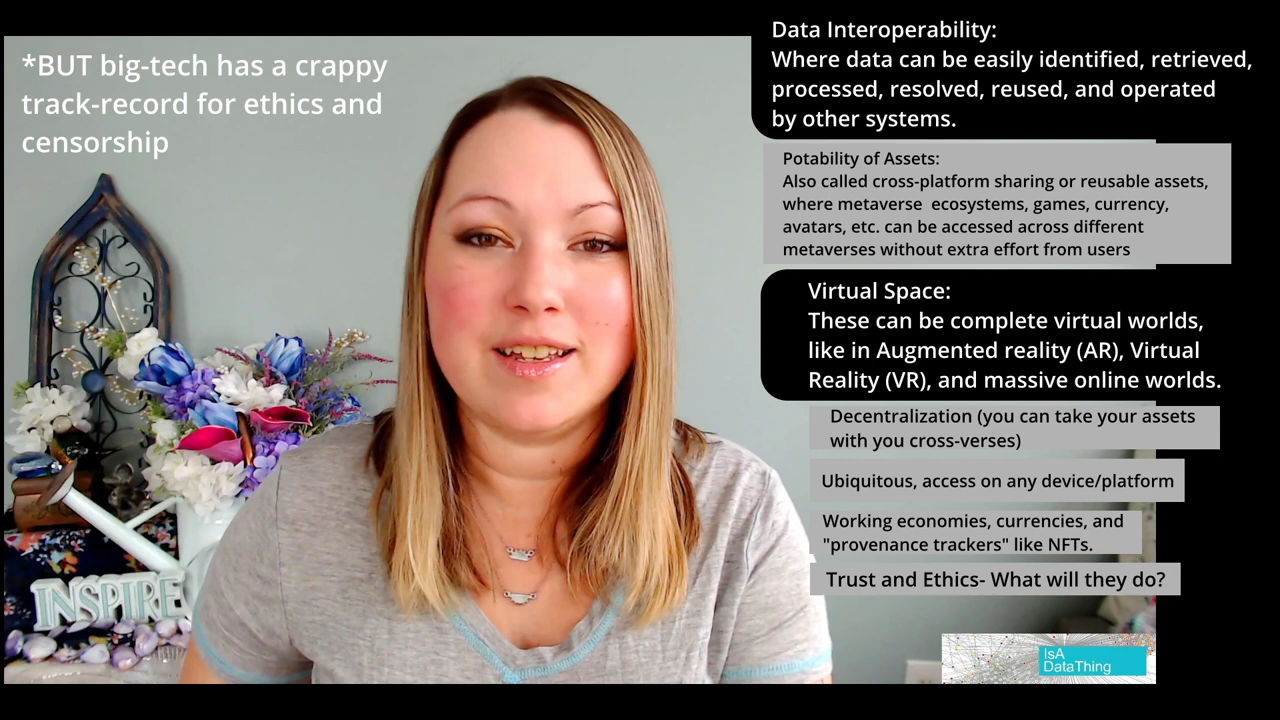 *BUT big-tech has a crappy
track-record for ethics and
censorship
Data Interoperability:
Where data can be easily identified, retrieved,
processed, resolved, reused, and operated
by other systems.
Potability of Assets:
Also called cross-platform sharing or reusable assets,
where metaverse ecosystems, games, currency,
avatars, etc. can be accessed across different
metaverses without extra effort from users
Virtual Space:
These can be complete virtual worlds,
like in Augmented reality (AR), Virtual
Reality (VR), and massive online worlds.
Decentralization (you can take your assets
with you cross-verses)
Ubiquitous, access on any device/platform
Working economies, currencies, and
"provenance trackers" like NFTs.
Trust and Ethics- What will they do?
INSPIRE
IsA
DataThing